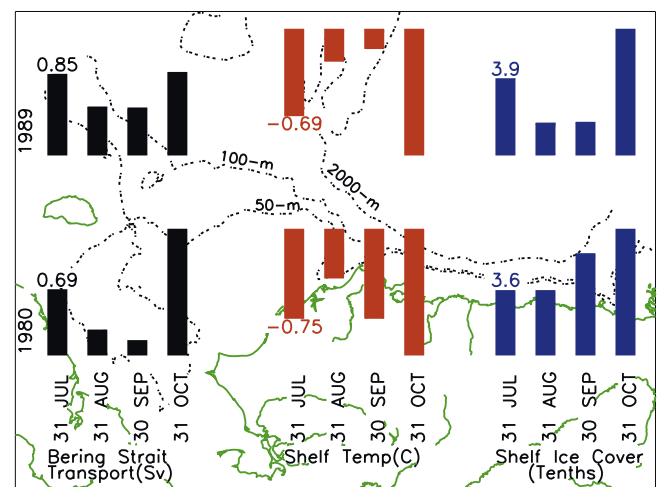 0.85
3.9
-0.69
1989
100-m
2000-m
50-m
0.69
3.6
-0.75
1980
31 JUL
31 AUG
30 SEP
31 OCT
31 JUL
31 AUG
30 SEP
31 OCT
31 JUL
31 AUG
30 SEP
31 OCT
Bering Strait
Transport(Sv)
Shelf Temp(C)
Shelf Ice Cover
(Tenths)